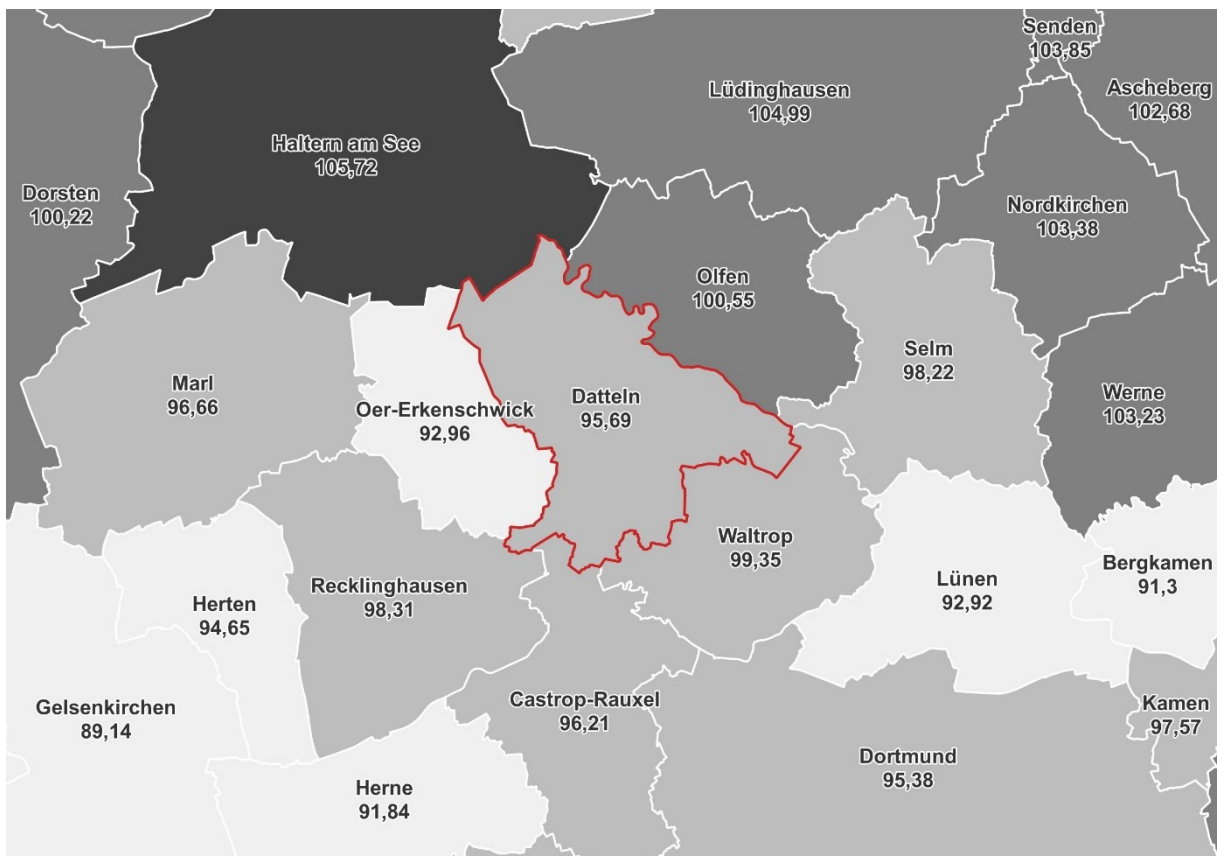 Senden
103,85
Lüdinghausen
104,99
Ascheberg
102,68
Haltern am See
105,72
Dorsten
100,22
Nordkirchen
103,38
Olfen
100,55
Selm
98,22
Marl
96,66
Werne
103,23
Datteln
95,69
Oer-Erkenschwick
92,96
Waltrop
99,35
Bergkamen
91,3
Lünen
92,92
Recklinghausen
98,31
Herten
94,65
Castrop-Rauxel
96,21
Kamen
97,57
Gelsenkirchen
89,14
Dortmund
95,38
Herne
91,84